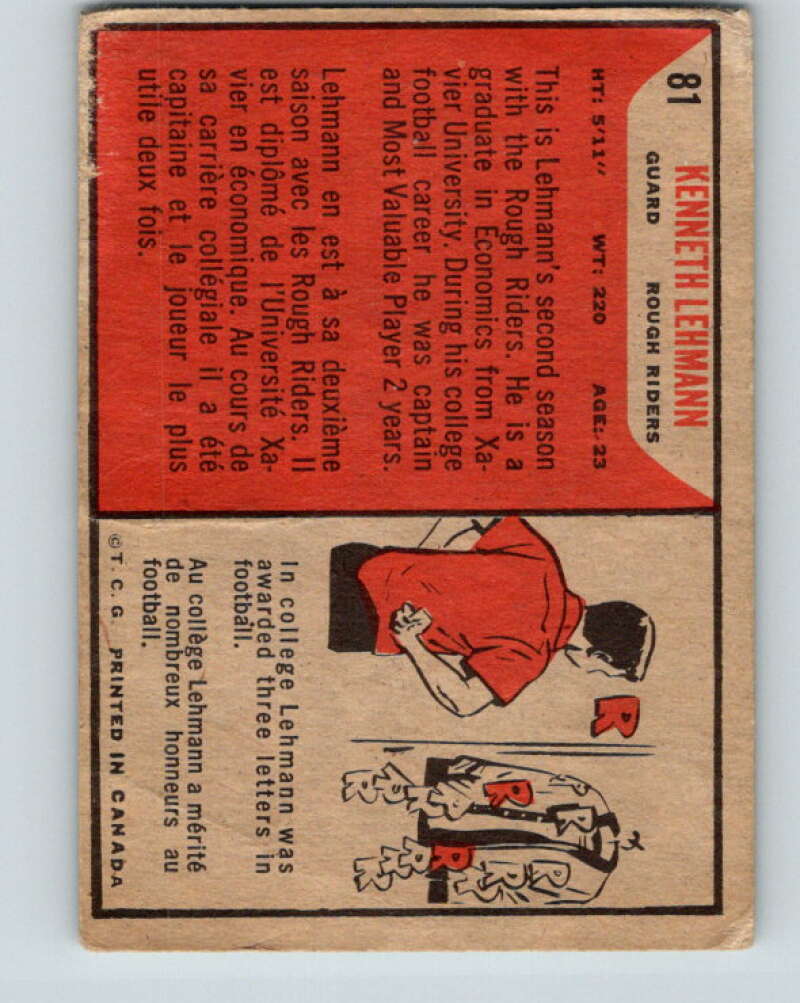 81 KENNETH LEHMANN
GUARD ROUGH RIDERS
HT: 5'11" WT: 220 AGE: 23
This is Lehmann's second season
with the Rough Riders. He is a
graduate in Economics from Xa-
vier University. During his college
football career he was captain
and Most Valuable Player 2 years.
Lehmann en est à sa deuxième
saison avec les Rough Riders. Il
est diplômé de l'Université Xa-
vier en économique. Au cours de
sa carrière collégiale il a été
capitaine et le joueur le plus
utile deux fois.
R
R R R R R R
R R R R R R
In college Lehmann was
awarded three letters in
football.
Au collège Lehmann a mérité
de nombreux honneurs au
football.
©T.C.G PRINTED IN CANADA